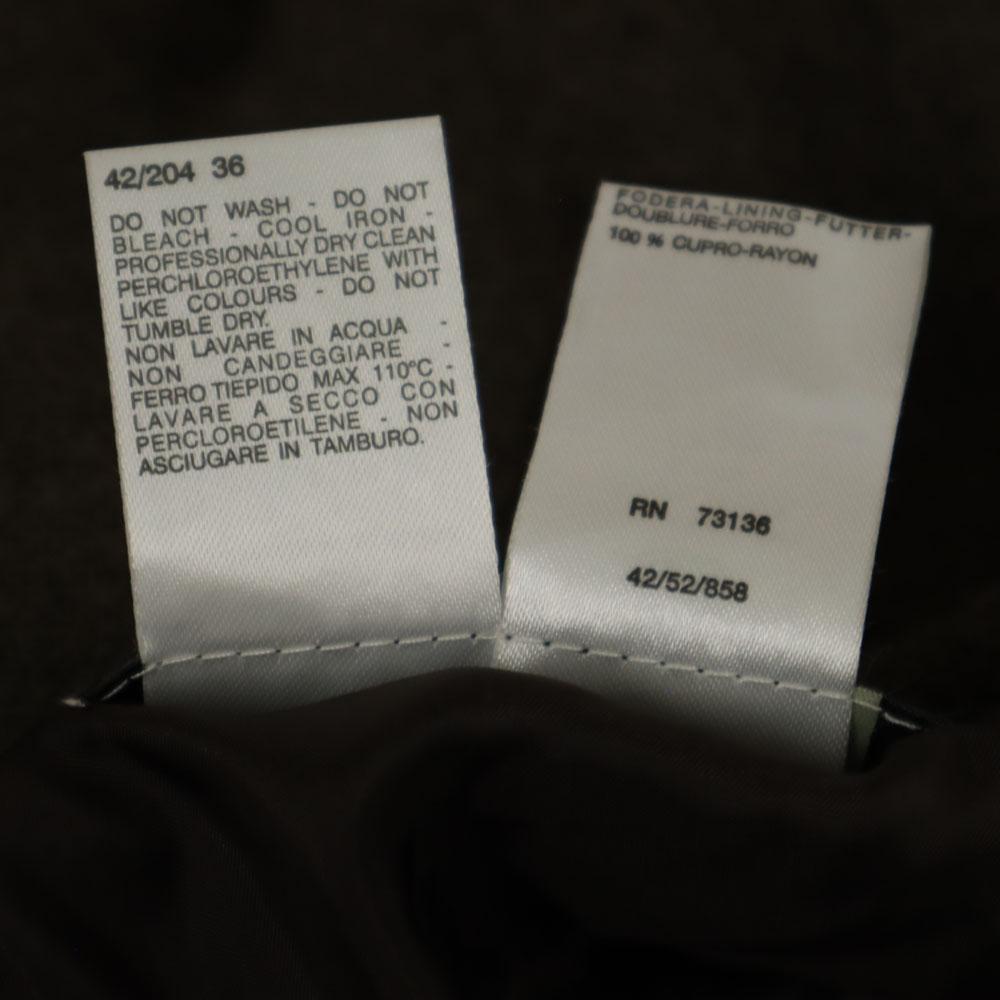 42/204 36
DO NOT WASH - DO NOT
BLEACH - COOL IRON -
PROFESSIONALLY DRY CLEAN
PERCHLOROETHYLENE WITH
LIKE COLOURS - DO NOT
TUMBLE DRY.
NON LAVARE IN ACQUA -
NON CANDEGGIARE -
FERRO TIEPIDO MAX 110°C -
LAVARE A SECCO CON
PERCLOROETILENE - NON
ASCIUGARE IN TAMBURO.
FODERA-LINING-FUTTER-
DOUBLURE-FORRO
100 % CUPRO-RAYON
RN 73136
42/52/858